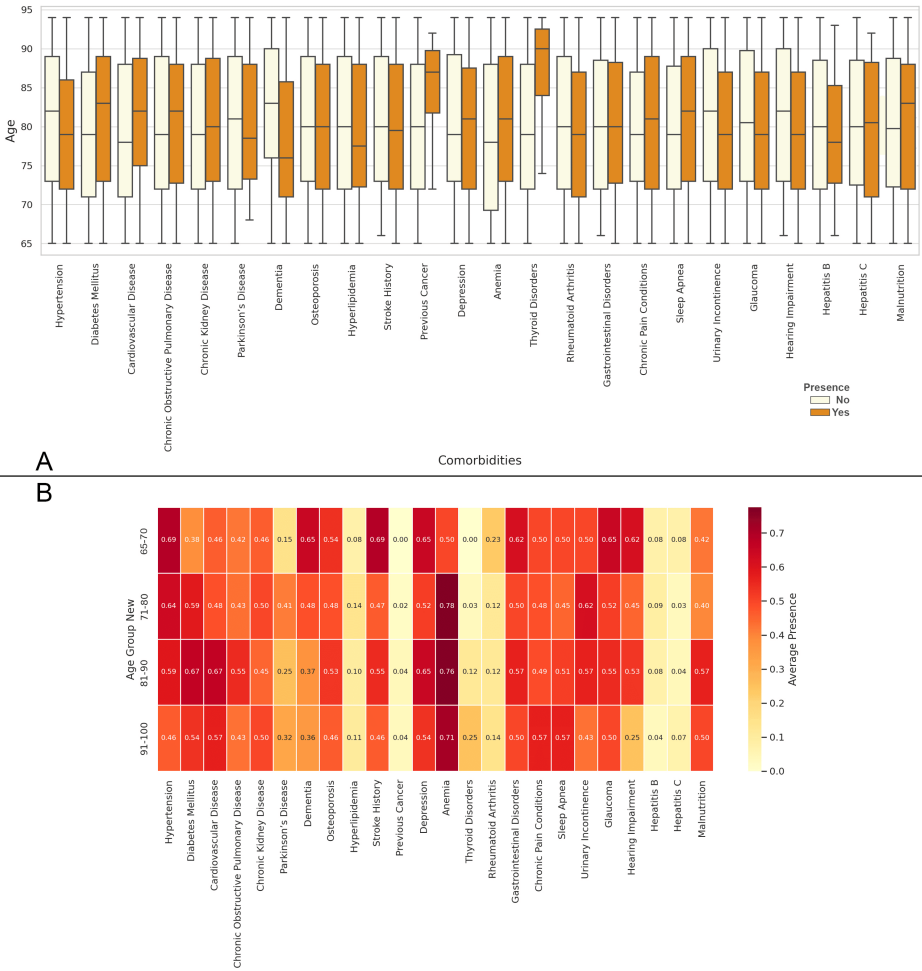 95
90
85
80
75
70
65
Age
Hypertension
Diabetes Mellitus
Cardiovascular Disease
Chronic Obstructive Pulmonary Disease
Chronic Kidney Disease
Parkinson's Disease
Dementia
Osteoporosis
Hyperlipidemia
Stroke History
Previous Cancer
Depression
Anemia
Thyroid Disorders
Rheumatoid Arthritis
Gastrointestinal Disorders
Chronic Pain Conditions
Sleep Apnea
Urinary Incontinence
Glaucoma
Hearing Impairment
Hepatitis B
Hepatitis C
Malnutrition
Presence
No
Yes
Comorbidities
A
B
Age Group New
65-70
0.69 0.38 0.46 0.42 0.46 0.15 0.65 0.54 0.08 0.69 0.00 0.65 0.50 0.00 0.23 0.62 0.50 0.50 0.50 0.65 0.62 0.08 0.08 0.42
71-80
0.64 0.59 0.48 0.43 0.50 0.41 0.48 0.48 0.14 0.47 0.02 0.52 0.78 0.03 0.12 0.50 0.48 0.45 0.62 0.52 0.45 0.09 0.03 0.40
81-90
0.59 0.67 0.67 0.55 0.45 0.25 0.37 0.53 0.10 0.55 0.04 0.65 0.76 0.12 0.12 0.57 0.49 0.51 0.57 0.55 0.53 0.08 0.04 0.57
91-100
0.46 0.54 0.57 0.43 0.50 0.32 0.36 0.46 0.11 0.46 0.04 0.54 0.71 0.25 0.14 0.50 0.57 0.57 0.43 0.50 0.25 0.04 0.07 0.50
Hypertension
Diabetes Mellitus
Cardiovascular Disease
Chronic Obstructive Pulmonary Disease
Chronic Kidney Disease
Parkinson's Disease
Dementia
Osteoporosis
Hyperlipidemia
Stroke History
Previous Cancer
Depression
Anemia
Thyroid Disorders
Rheumatoid Arthritis
Gastrointestinal Disorders
Chronic Pain Conditions
Sleep Apnea
Urinary Incontinence
Glaucoma
Hearing Impairment
Hepatitis B
Hepatitis C
Malnutrition
0.7
0.6
0.5
0.4
0.3
0.2
0.1
0.0
Average Presence